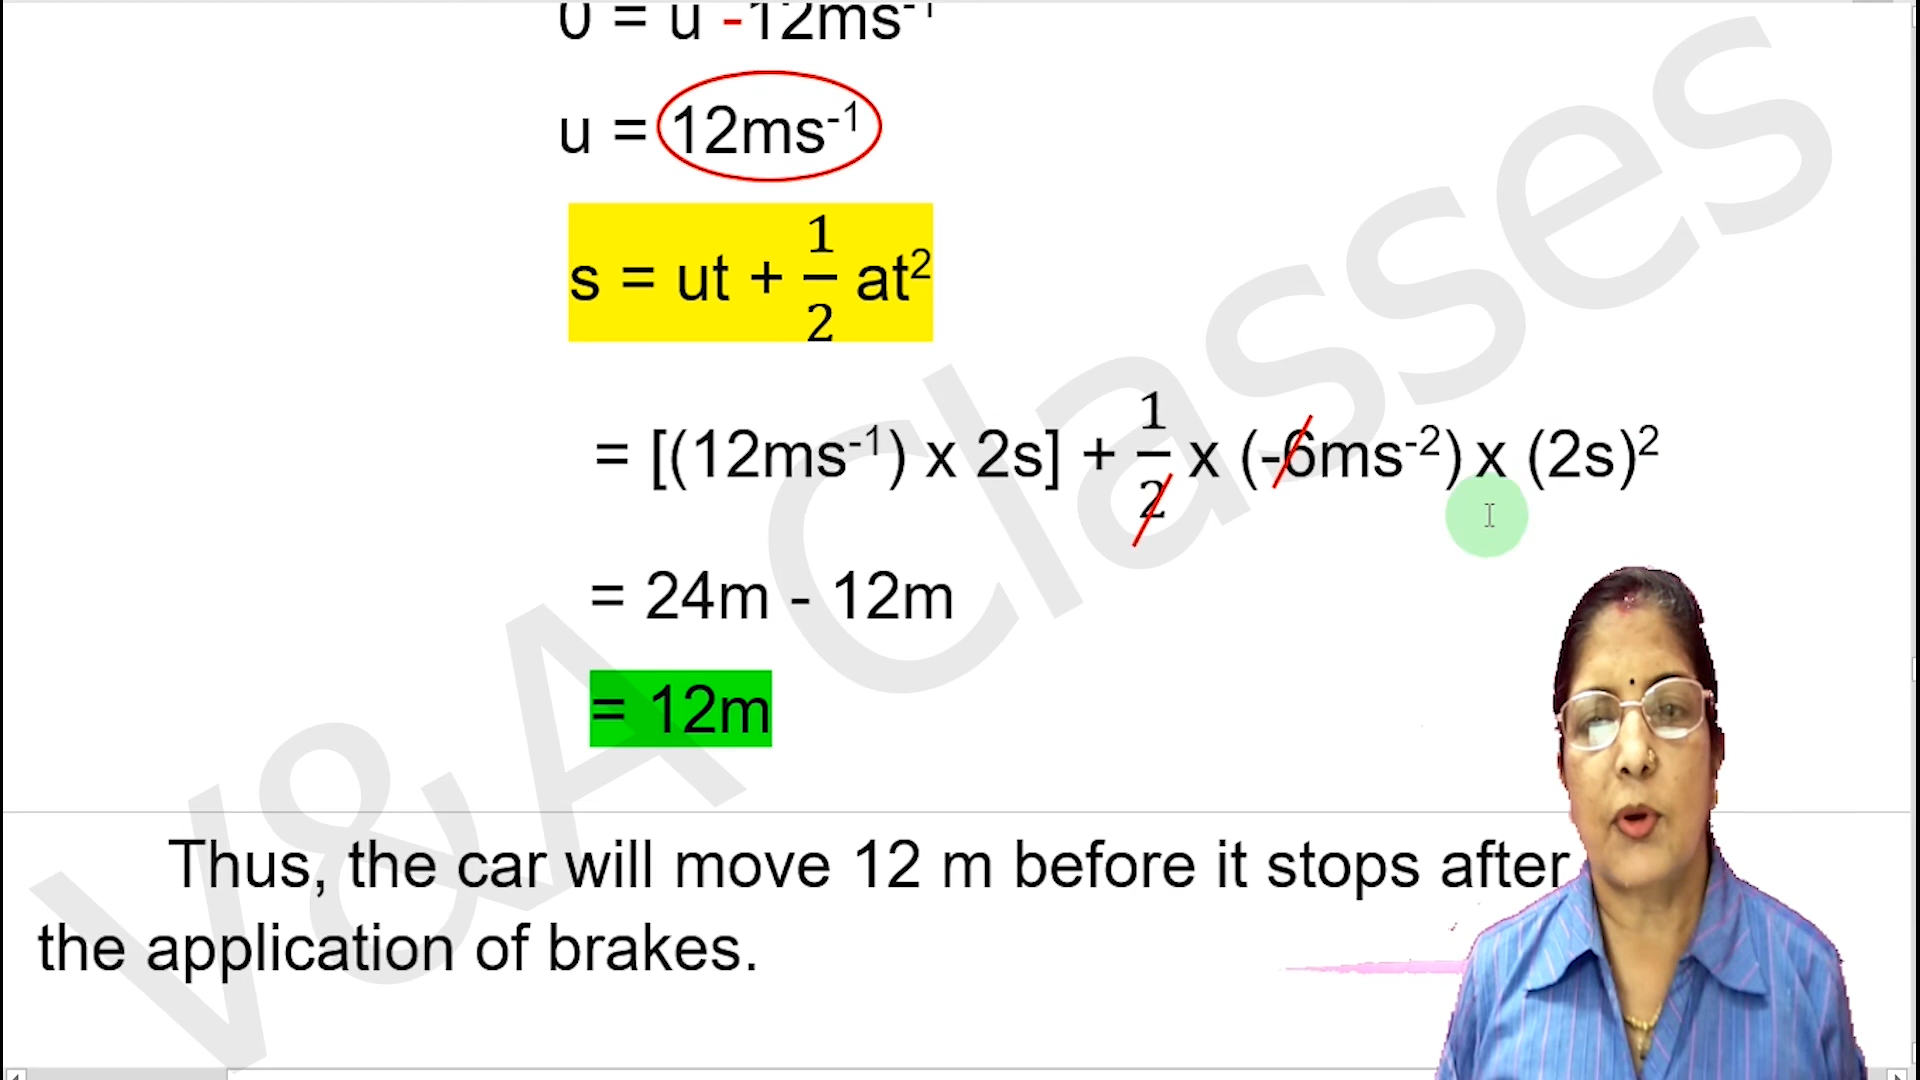 0 = u -12ms⁻¹
u = 12ms⁻¹
s = ut + 1/2 at²
= [(12ms⁻¹) x 2s] + 1/2 x (-6ms⁻²) x (2s)²
= 24m - 12m
= 12m
Thus, the car will move 12 m before it stops after
the application of brakes.
V&A Classes